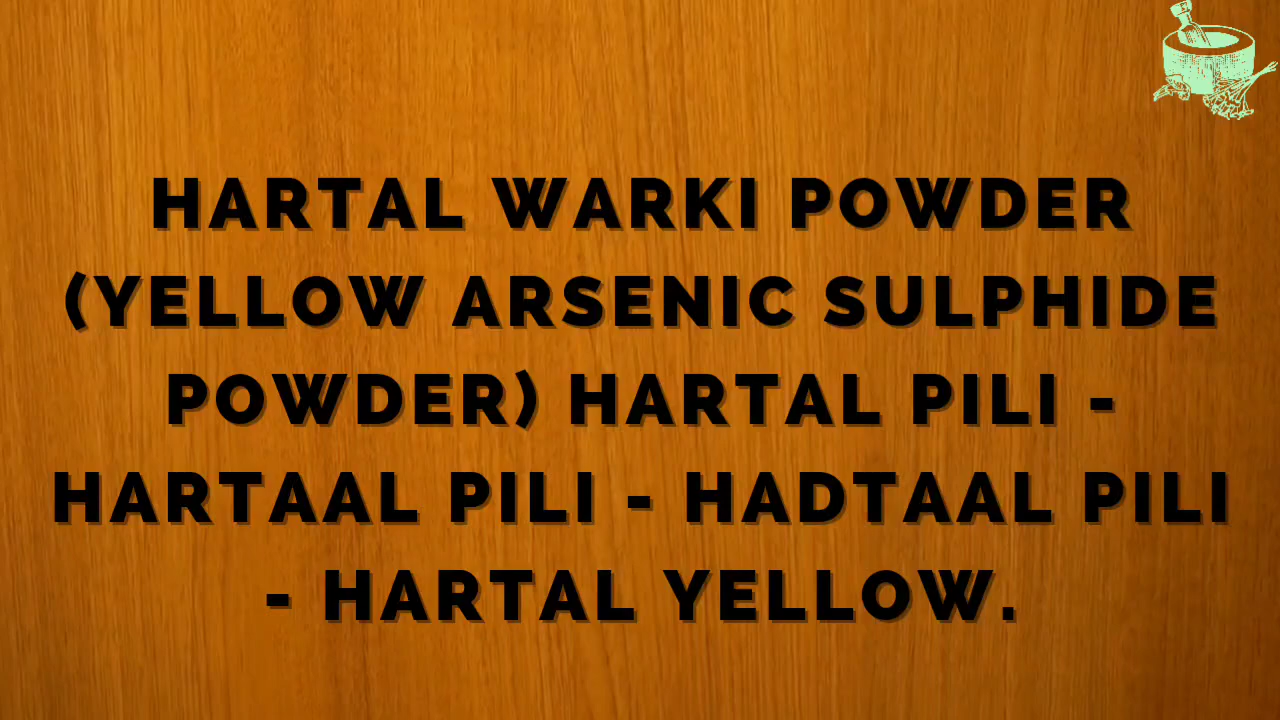 HARTAL WARKI POWDER
(YELLOW ARSENIC SULPHIDE
POWDER) HARTAL PILI -
HARTAAL PILI - HADTAAL PILI
- HARTAL YELLOW.